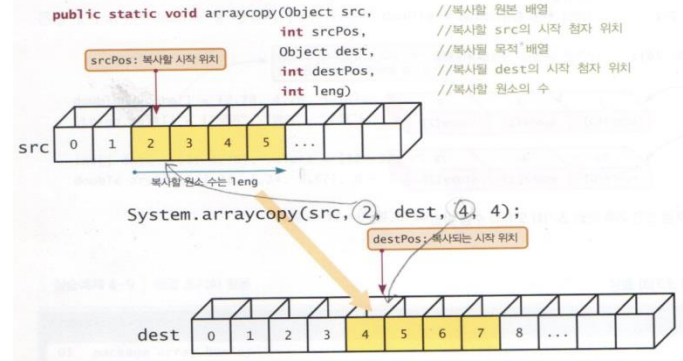 public static void arraycopy(Object src, //복사할 원본 배열
int srcPos, //복사할 src의 시작 첨자 위치
Object dest, //복사될 목적 배열
int destPos, //복사될 dest의 시작 첨자 위치
int leng) //복사할 원소의 수
srcPos: 복사할 시작 위치
src 0 1 2 3 4 5 ...
복사할 원소 수는 leng
System.arraycopy(src, 2, dest, 4, 4);
destPos: 복사되는 시작 위치
dest 0 1 2 3 4 5 6 7 8 ...